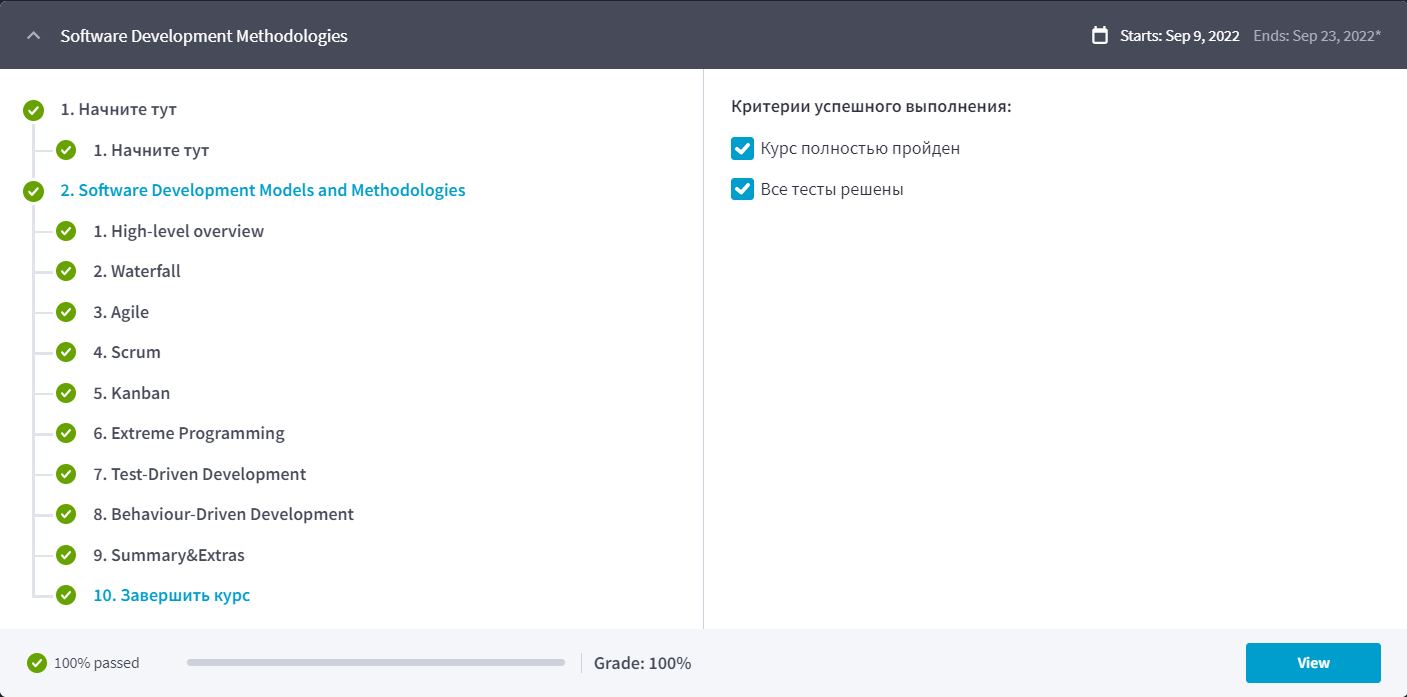 Software Development Methodologies
Starts: Sep 9, 2022 Ends: Sep 23, 2022*
1. Начните тут
1. Начните тут
2. Software Development Models and Methodologies
1. High-level overview
2. Waterfall
3. Agile
4. Scrum
5. Kanban
6. Extreme Programming
7. Test-Driven Development
8. Behaviour-Driven Development
9. Summary&Extras
10. Завершить курс
Критерии успешного выполнения:
Курс полностью пройден
Все тесты решены
100% passed
Grade: 100%
View